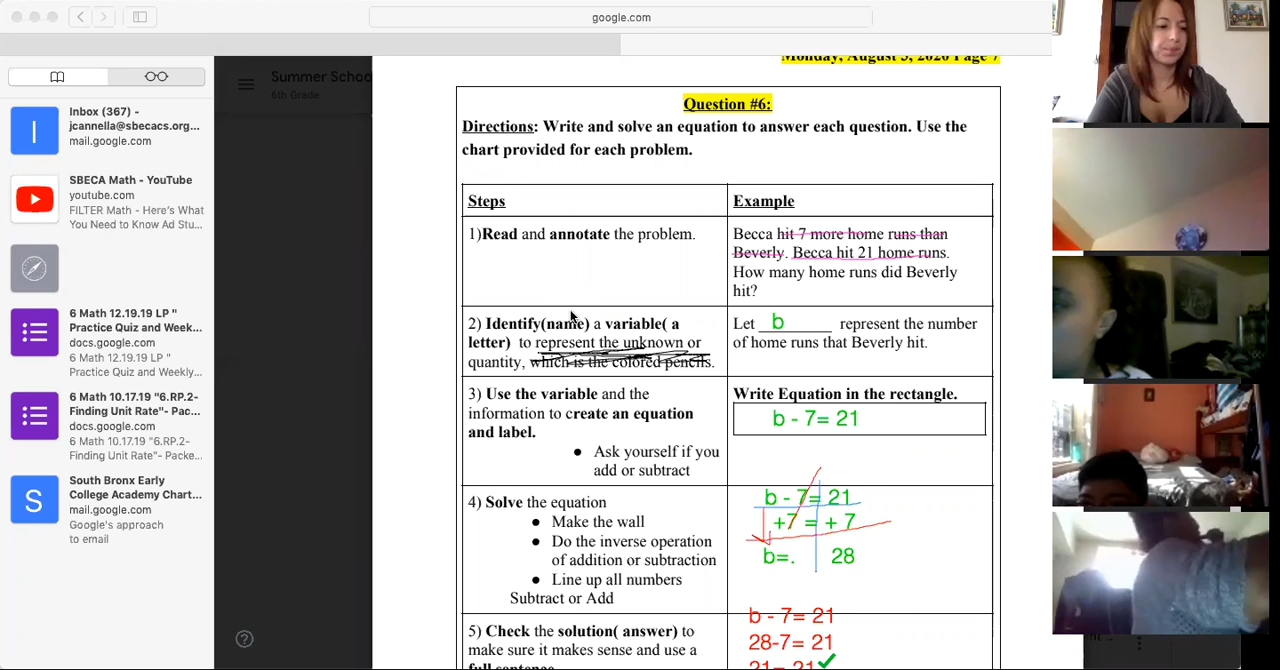 google.com
Inbox (367) -
jcannella@sbecacs.org...
mail.google.com
SBECA Math - YouTube
youtube.com
FILTER Math - Here's What
You Need to Know Ad Stu...
6 Math 12.19.19 LP "
Practice Quiz and Week...
docs.google.com
6 Math 12.19.19 LP "
Practice Quiz and Weekly...
6 Math 10.17.19 "6.RP.2-
Finding Unit Rate"- Pac...
docs.google.com
6 Math 10.17.19 "6.RP.2-
Finding Unit Rate"- Packe...
S
South Bronx Early
College Academy Chart...
mail.google.com
Google's approach
to email
Summer Schoo
6th Grade
Monday, August 3, 2020 Page 7
Question #6:
Directions: Write and solve an equation to answer each question. Use the
chart provided for each problem.
Steps
Example
1)Read and annotate the problem.
Becca hit 7 more home runs than
Beverly. Becca hit 21 home runs.
How many home runs did Beverly
hit?
2) Identify(name) a variable( a
letter) to represent the unknown or
quantity, which is the colored pencils.
Let b represent the number
of home runs that Beverly hit.
3) Use the variable and the
information to create an equation
and label.
● Ask yourself if you
add or subtract
Write Equation in the rectangle.
b - 7= 21
4) Solve the equation
● Make the wall
● Do the inverse operation
of addition or subtraction
● Line up all numbers
Subtract or Add
b - 7= 21
+7 = + 7
b=. 28
5) Check the solution( answer) to
make sure it makes sense and use a
full sentence
b - 7= 21
28-7= 21
21= 21✓